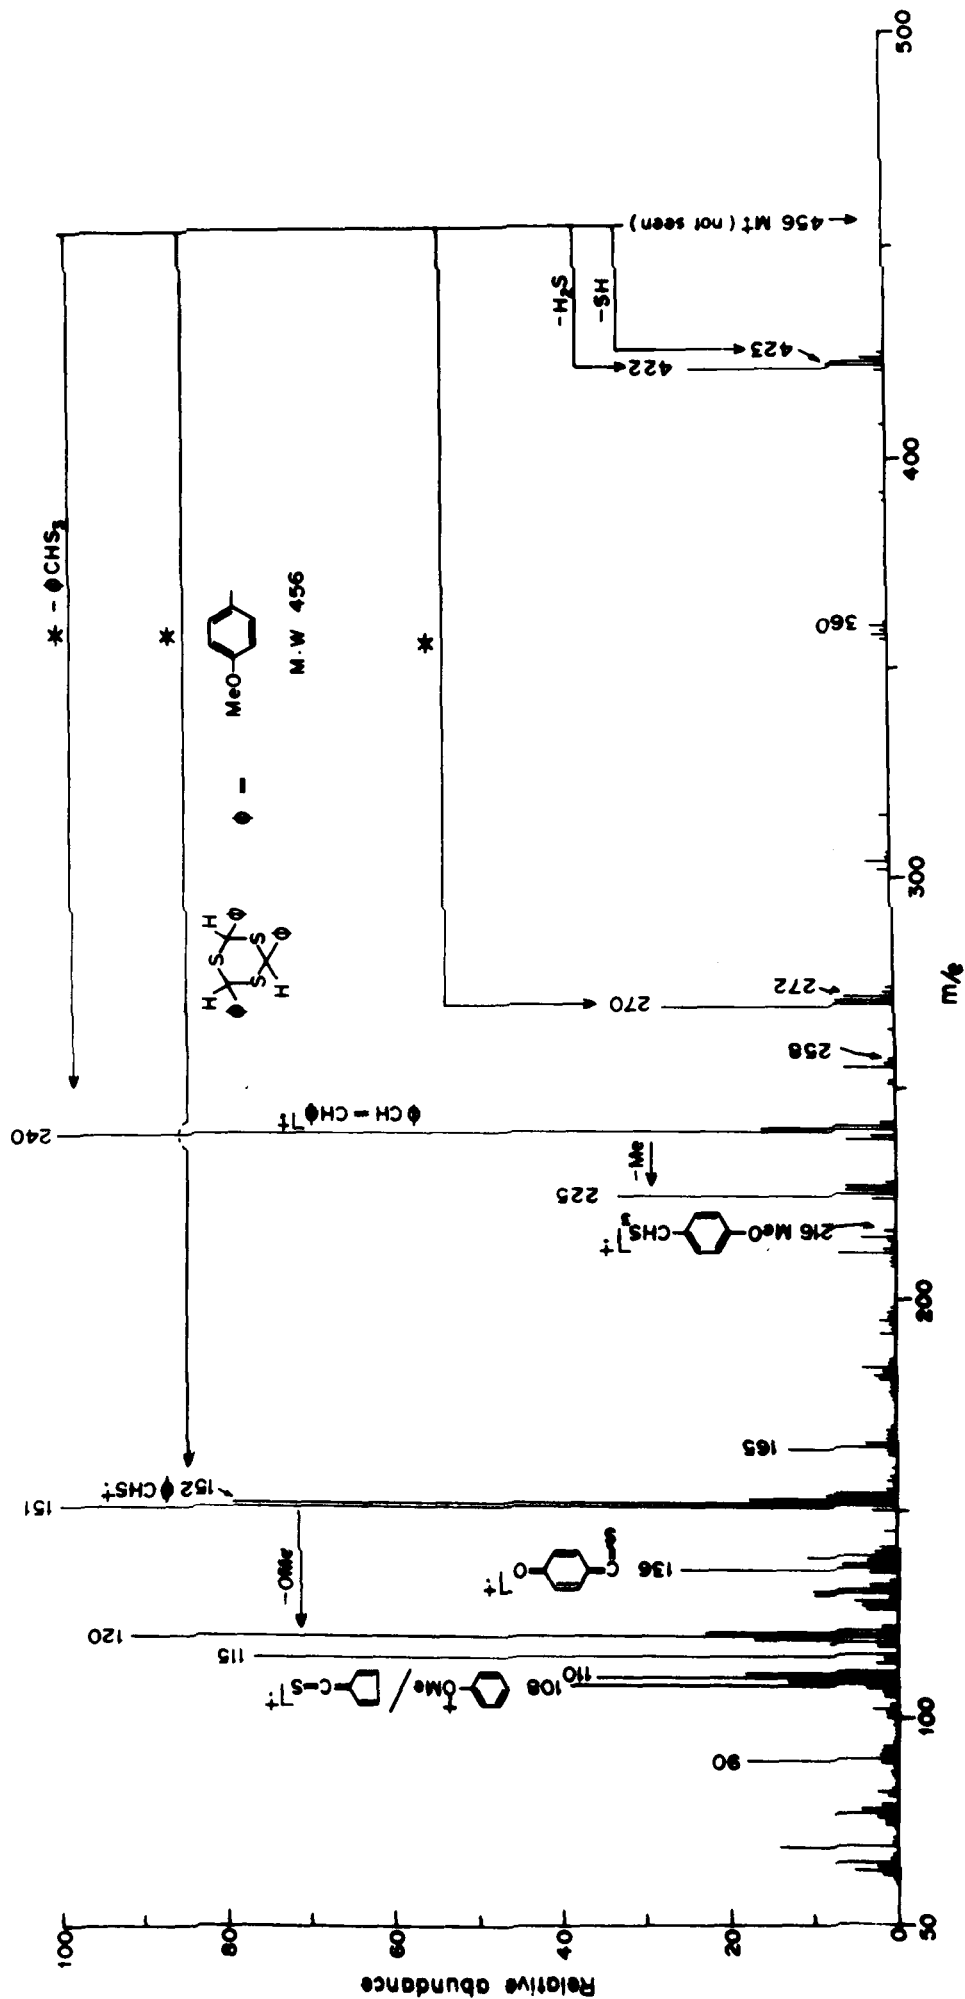 Relative abundance
100
80
60
40
20
0
50
100
200
300
400
500
m/e
90
108
110
OMe
+
C=S⌉+·
115
120
-OMe
136
O
C=S
⌉+·
151
152 ΦCHS+·
165
216 MeO-
-CHS₂⌉+·
225
-Me
240
ΦCH=CHΦ⌉+·
258
270
272
* - ΦCHS₃
*
*
H
Φ
S
S
S
H
Φ
H
Φ
Φ -
MeO-
M·W 456
360
422
423
-H₂S
-SH
456 M+· (not seen)